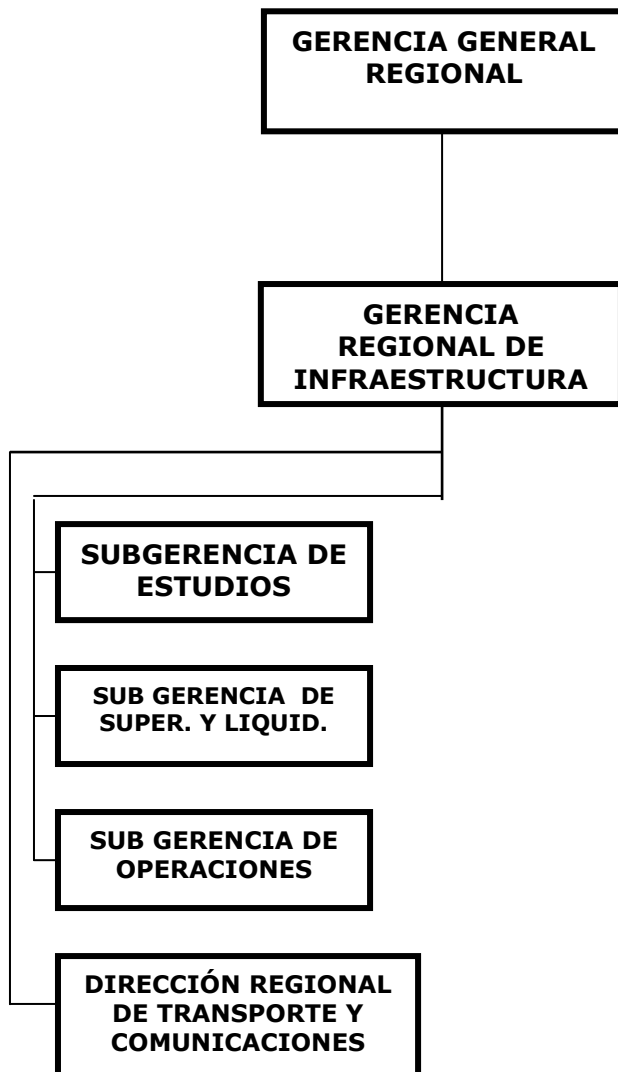 GERENCIA GENERAL
REGIONAL
GERENCIA
REGIONAL DE
INFRAESTRUCTURA
SUBGERENCIA DE
ESTUDIOS
SUB GERENCIA DE
SUPER. Y LIQUID.
SUB GERENCIA DE
OPERACIONES
DIRECCIÓN REGIONAL
DE TRANSPORTE Y
COMUNICACIONES